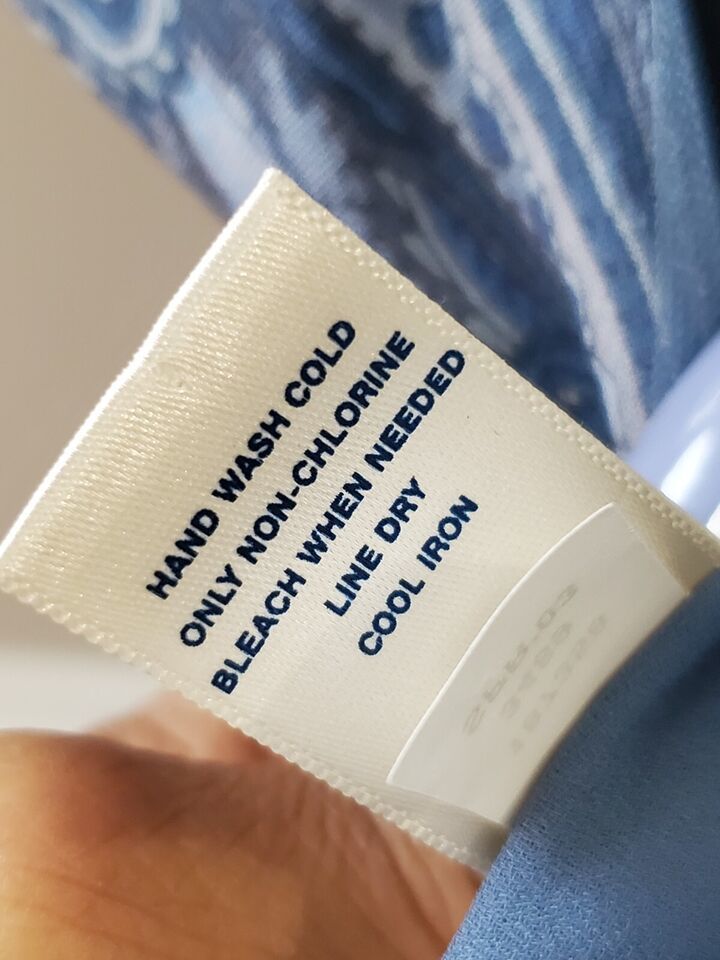 HAND WASH COLD
ONLY NON-CHLORINE
BLEACH WHEN NEEDED
LINE DRY
COOL IRON